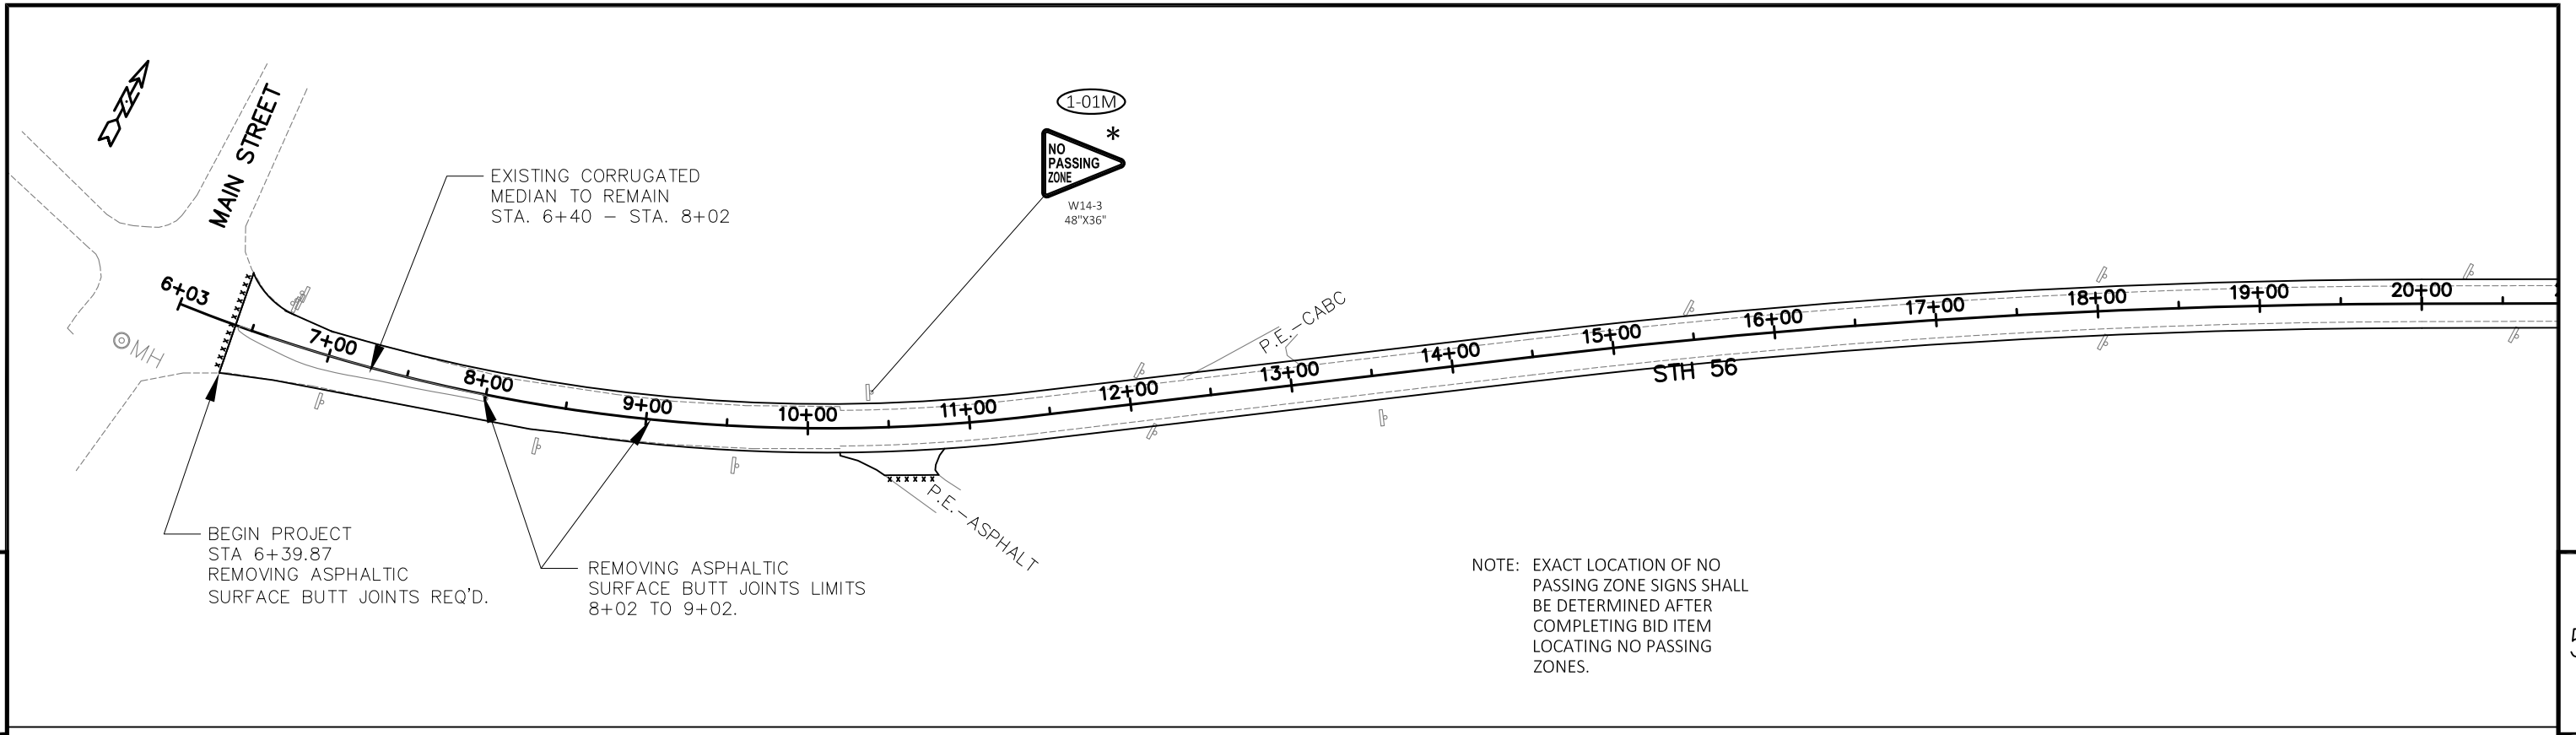 MAIN STREET
EXISTING CORRUGATED
MEDIAN TO REMAIN
STA. 6+40 – STA. 8+02
1-01M
*
NO
PASSING
ZONE
W14-3
48"X36"
MH
6+03
7+00
8+00
9+00
10+00
11+00
12+00
13+00
14+00
15+00
16+00
17+00
18+00
19+00
20+00
P.E.-CABC
STH 56
P.E.-ASPHALT
BEGIN PROJECT
STA 6+39.87
REMOVING ASPHALTIC
SURFACE BUTT JOINTS REQ'D.
REMOVING ASPHALTIC
SURFACE BUTT JOINTS LIMITS
8+02 TO 9+02.
NOTE: EXACT LOCATION OF NO
PASSING ZONE SIGNS SHALL
BE DETERMINED AFTER
COMPLETING BID ITEM
LOCATING NO PASSING
ZONES.